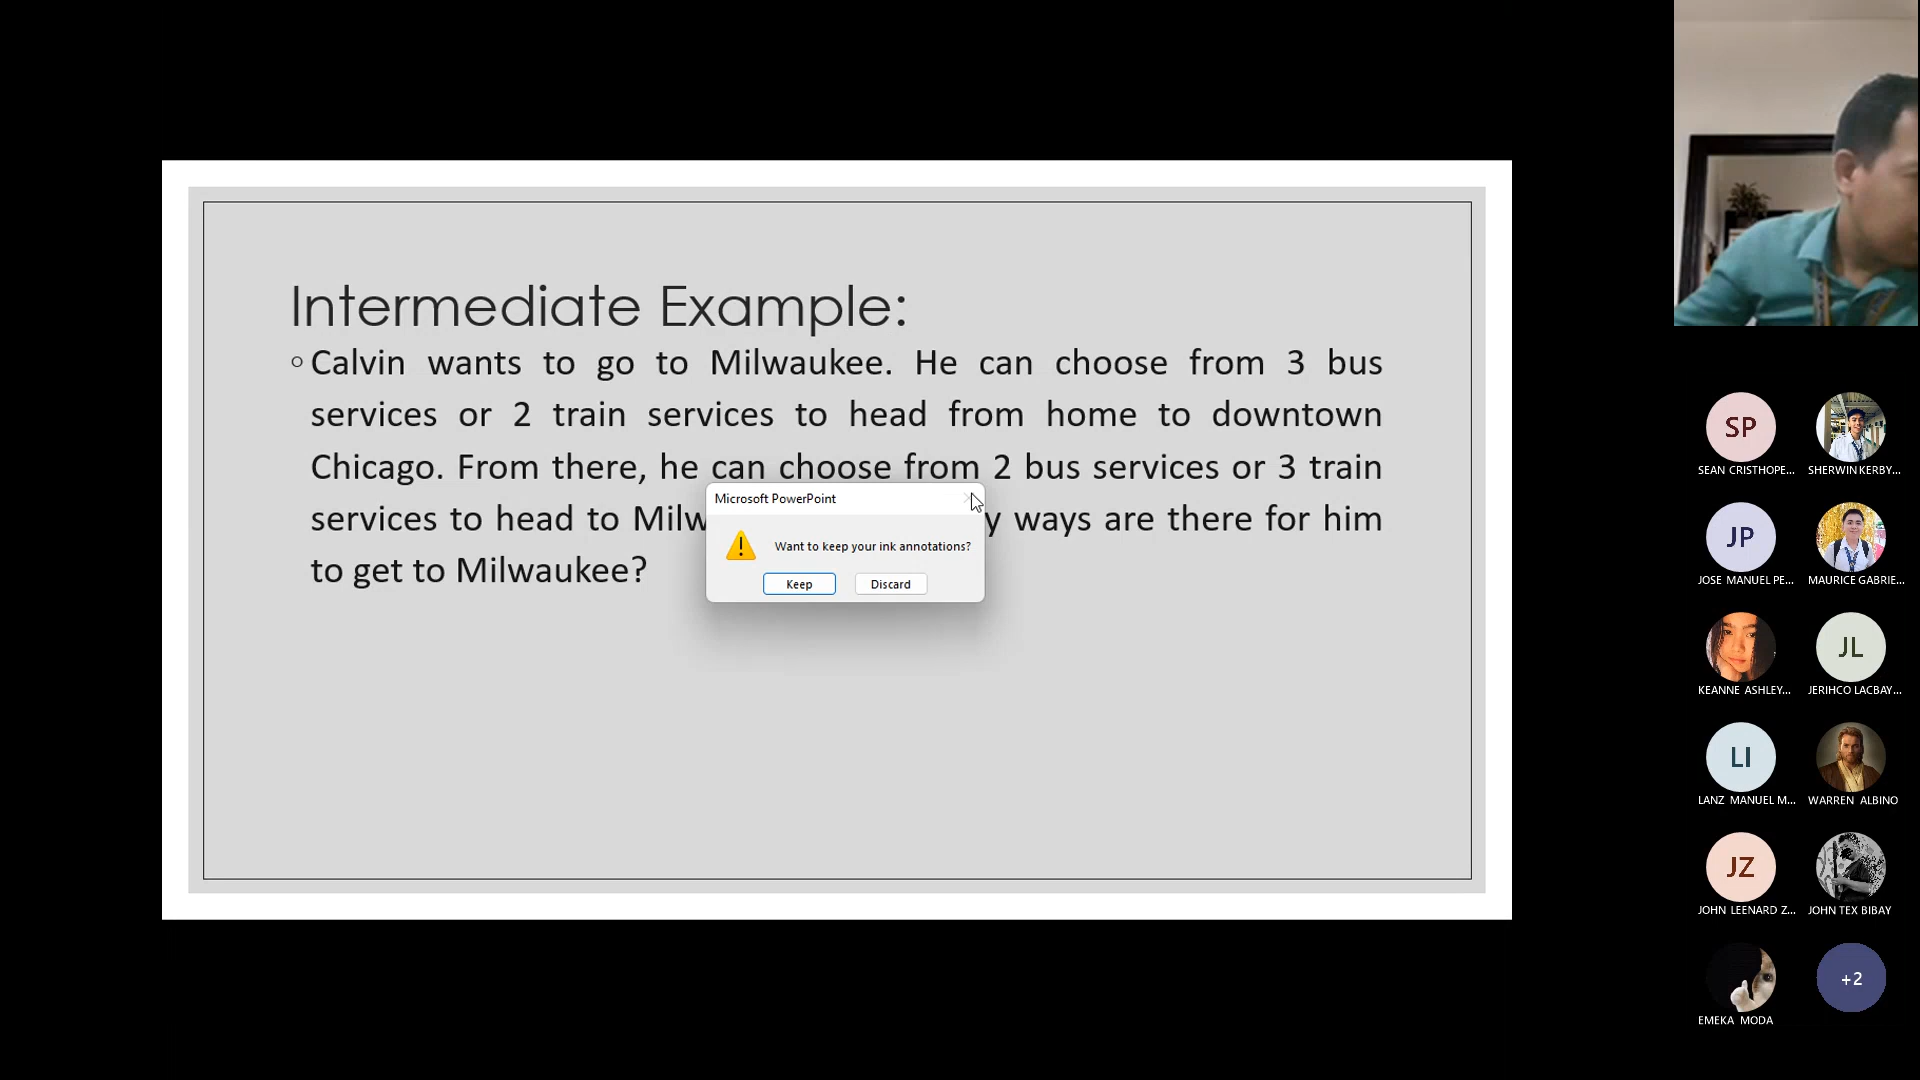 Intermediate Example:
○ Calvin wants to go to Milwaukee. He can choose from 3 bus
services or 2 train services to head from home to downtown
Chicago. From there, he can choose from 2 bus services or 3 train
services to head to Milw y ways are there for him
to get to Milwaukee?
Microsoft PowerPoint
Want to keep your ink annotations?
Keep Discard
SP
SEAN CRISTHOPE... SHERWIN KERBY...
JP
JOSE MANUEL PE... MAURICE GABRIE...
JL
KEANNE ASHLEY... JERIHCO LACBAY...
LI
LANZ MANUEL M... WARREN ALBINO
JZ
JOHN LEENARD Z... JOHN TEX BIBAY
+2
EMEKA MODA